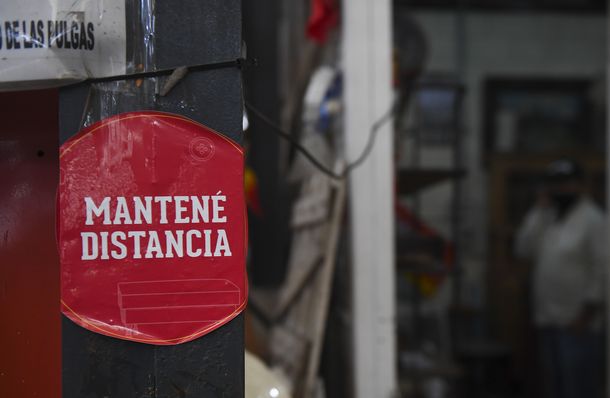 DE LAS PULGAS
MANTENÉ
DISTANCIA